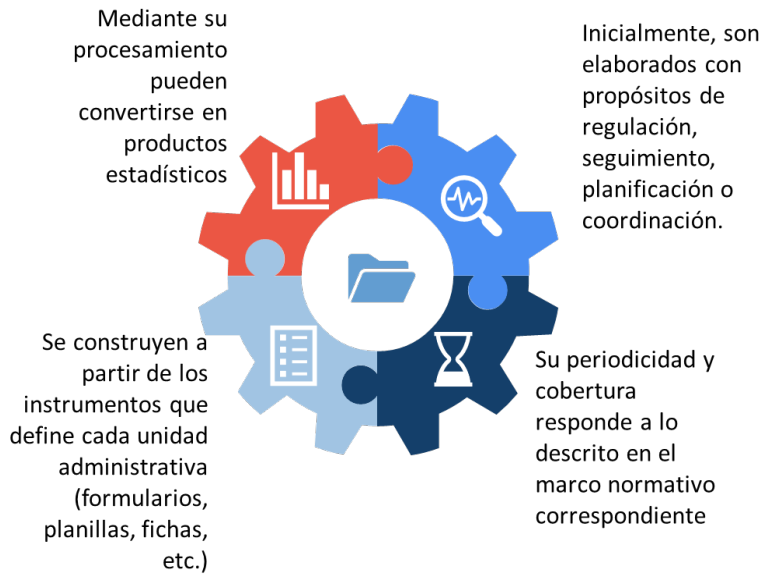 Mediante su
procesamiento
pueden
convertirse en
productos
estadísticos
Inicialmente, son
elaborados con
propósitos de
regulación,
seguimiento,
planificación o
coordinación.
Se construyen a
partir de los
instrumentos que
define cada unidad
administrativa
(formularios,
planillas, fichas,
etc.)
Su periodicidad y
cobertura
responde a lo
descrito en el
marco normativo
correspondiente